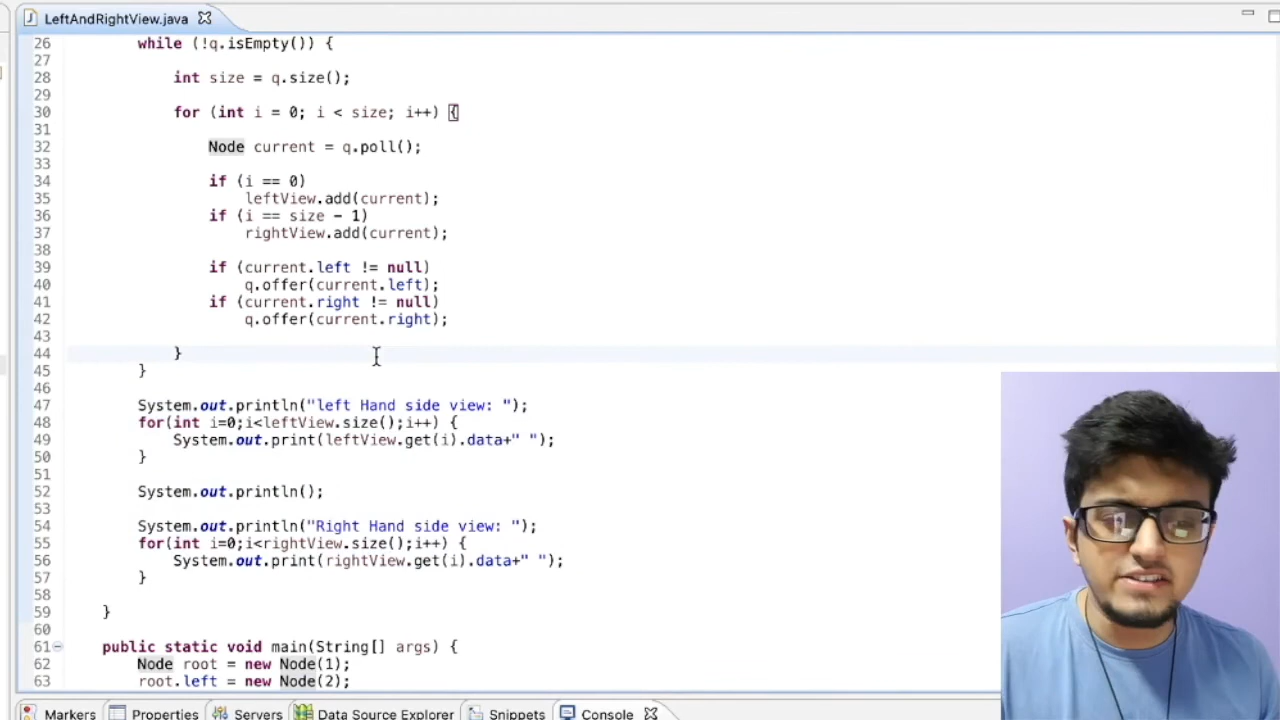 LeftAndRightView.java
26 while (!q.isEmpty()) {
27
28 int size = q.size();
29
30 for (int i = 0; i < size; i++) {
31
32 Node current = q.poll();
33
34 if (i == 0)
35 leftView.add(current);
36 if (i == size - 1)
37 rightView.add(current);
38
39 if (current.left != null)
40 q.offer(current.left);
41 if (current.right != null)
42 q.offer(current.right);
43
44 }
45 }
46
47 System.out.println("left Hand side view: ");
48 for(int i=0;i<leftView.size();i++) {
49 System.out.print(leftView.get(i).data+" ");
50 }
51
52 System.out.println();
53
54 System.out.println("Right Hand side view: ");
55 for(int i=0;i<rightView.size();i++) {
56 System.out.print(rightView.get(i).data+" ");
57 }
58
59 }
60
61 public static void main(String[] args) {
62 Node root = new Node(1);
63 root.left = new Node(2);
Markers Properties Servers Data Source Explorer Snippets Console